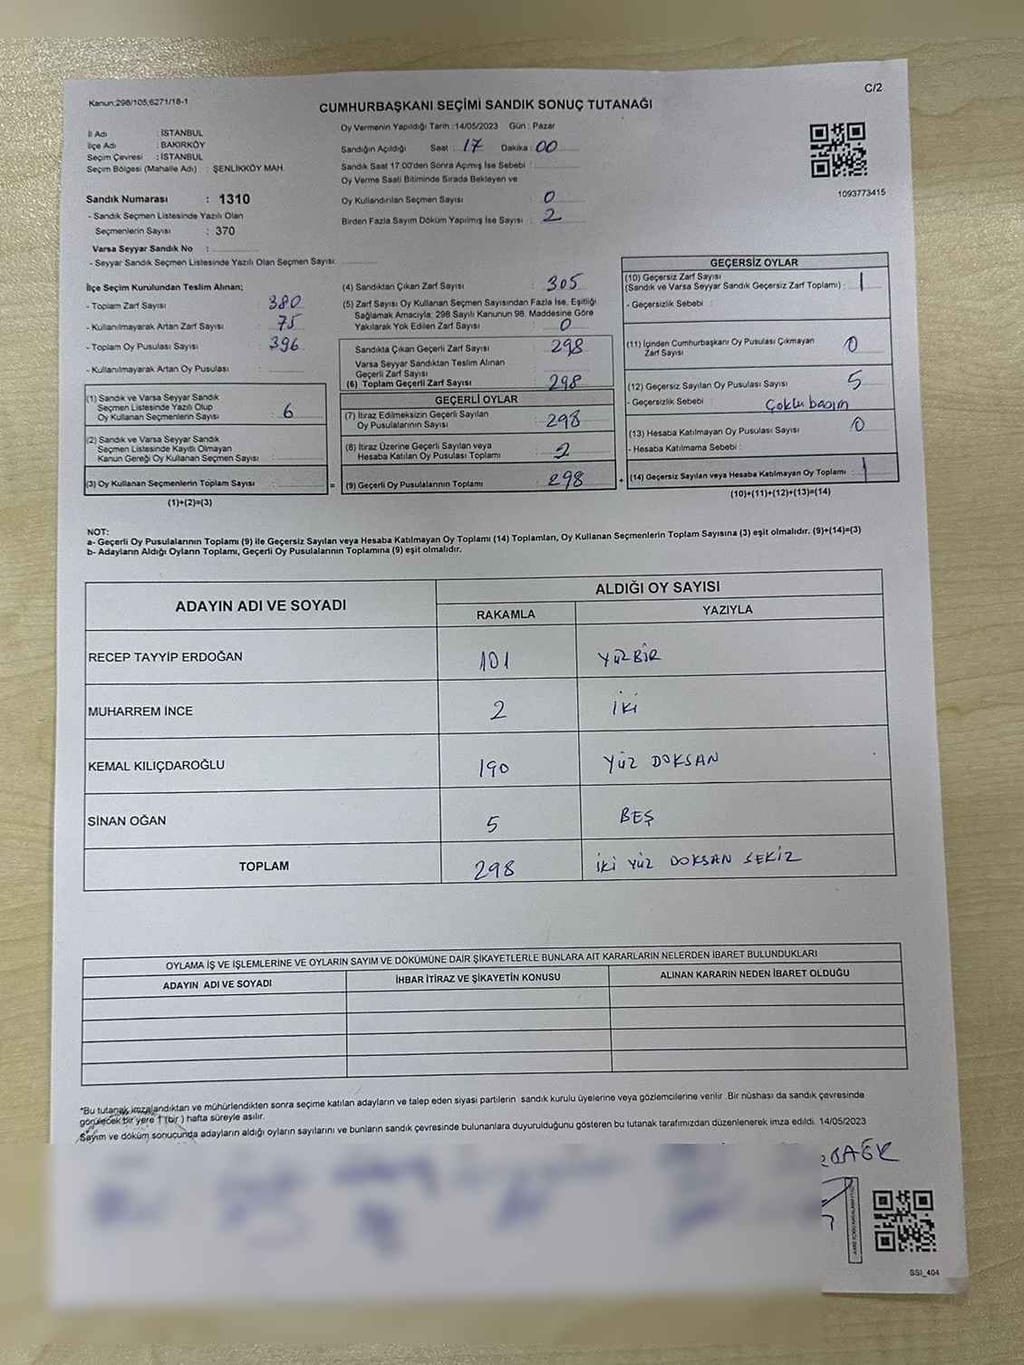 Kanun:298/105,6271/18-1
C/2
CUMHURBAŞKANI SEÇİMİ SANDIK SONUÇ TUTANAĞI
İl Adı : İSTANBUL
İlçe Adı : BAKIRKÖY
Seçim Çevresi : İSTANBUL
Seçim Bölgesi (Mahalle Adı) : ŞENLİKKÖY MAH.
Oy Vermenin Yapıldığı Tarih :14/05/2023 Gün : Pazar
Sandığın Açıldığı Saat : 17 Dakika : 00
Sandık Saat 17:00'den Sonra Açımış İse Sebebi :
Oy Verme Saati Bitiminde Sırada Bekleyen ve
Oy Kullandırılan Seçmen Sayısı : 0
Birden Fazla Sayım Döküm Yapılmış İse Sayısı : 2
1093773415
Sandık Numarası : 1310
- Sandık Seçmen Listesinde Yazılı Olan
Seçmenlerin Sayısı : 370
Varsa Seyyar Sandık No :
- Seyyar Sandık Seçmen Listesinde Yazılı Olan Seçmen Sayısı:
İlçe Seçim Kurulundan Teslim Alınan;
- Toplam Zarf Sayısı : 380
- Kullanılmayarak Artan Zarf Sayısı : 75
- Toplam Oy Pusulası Sayısı : 396
- Kullanılmayarak Artan Oy Pusulası :
(1) Sandık ve Varsa Seyyar Sandık
Seçmen Listesinde Yazılı Olup
Oy Kullanan Seçmenlerin Sayısı : 6
(2) Sandık ve Varsa Seyyar Sandık
Seçmen Listesinde Kayıtlı Olmayan
Kanun Gereği Oy Kullanan Seçmen Sayısı :
(3) Oy Kullanan Seçmenlerin Toplam Sayısı :
(1)+(2)=(3)
(4) Sandıktan Çıkan Zarf Sayısı : 305
(5) Zarf Sayısı Oy Kullanan Seçmen Sayısından Fazla İse, Eşitliği
Sağlamak Amacıyla; 298 Sayılı Kanunun 98. Maddesine Göre
Yakılarak Yok Edilen Zarf Sayısı : 0
Sandıkta Çıkan Geçerli Zarf Sayısı : 298
Varsa Seyyar Sandıktan Teslim Alınan
Geçerli Zarf Sayısı :
(6) Toplam Geçerli Zarf Sayısı : 298
GEÇERLİ OYLAR
(7) İtiraz Edilmeksizin Geçerli Sayılan
Oy Pusulalarının Sayısı : 298
(8) İtiraz Üzerine Geçerli Sayılan veya
Hesaba Katılan Oy Pusulası Toplamı : 2
= (9) Geçerli Oy Pusulalarının Toplamı : 298
GEÇERSİZ OYLAR
(10) Geçersiz Zarf Sayısı
(Sandık ve Varsa Seyyar Sandık Geçersiz Zarf Toplamı) : 1
- Geçersizlik Sebebi :
(11) İçinden Cumhurbaşkanı Oy Pusulası Çıkmayan
Zarf Sayısı : 0
(12) Geçersiz Sayılan Oy Pusulası Sayısı : 5
- Geçersizlik Sebebi : Çoklu basım
(13) Hesaba Katılmayan Oy Pusulası Sayısı : 0
- Hesaba Katılmama Sebebi :
+ (14) Geçersiz Sayılan veya Hesaba Katılmayan Oy Toplamı : 1
(10)+(11)+(12)+(13)=(14)
NOT:
a- Geçerli Oy Pusulalarının Toplamı (9) ile Geçersiz Sayılan veya Hesaba Katılmayan Oy Toplamı (14) Toplamları, Oy Kullanan Seçmenlerin Toplam Sayısına (3) eşit olmalıdır. (9)+(14)=(3)
b- Adayların Aldığı Oyların Toplamı, Geçerli Oy Pusulalarının Toplamına (9) eşit olmalıdır.
ADAYIN ADI VE SOYADI
ALDIĞI OY SAYISI
RAKAMLA YAZIYLA
RECEP TAYYİP ERDOĞAN 101 YÜZBİR
MUHARREM İNCE 2 İKİ
KEMAL KILIÇDAROĞLU 190 YÜZ DOKSAN
SİNAN OĞAN 5 BEŞ
TOPLAM 298 İKİ YÜZ DOKSAN SEKİZ
OYLAMA İŞ VE İŞLEMLERİNE VE OYLARIN SAYIM VE DÖKÜMÜNE DAİR ŞİKAYETLERLE BUNLARA AİT KARARLARIN NELERDEN İBARET BULUNDUKLARI
ADAYIN ADI VE SOYADI İHBAR İTİRAZ VE ŞİKAYETİN KONUSU ALINAN KARARIN NEDEN İBARET OLDUĞU
*Bu tutanak imzalandıktan ve mühürlendikten sonra seçime katılan adayların ve talep eden siyasi partilerin sandık kurulu üyelerine veya gözlemcilerine verilir .Bir nüshası da sandık çevresinde
görülecek bir yere 1 (bir ) hafta süreyle asılır.
Sayım ve döküm sonucunda adayların aldığı oyların sayılarını ve bunların sandık çevresinde bulunanlara duyurulduğunu gösteren bu tutanak tarafımızdan düzenlenerek imza edildi. 14/05/2023
SSI_404